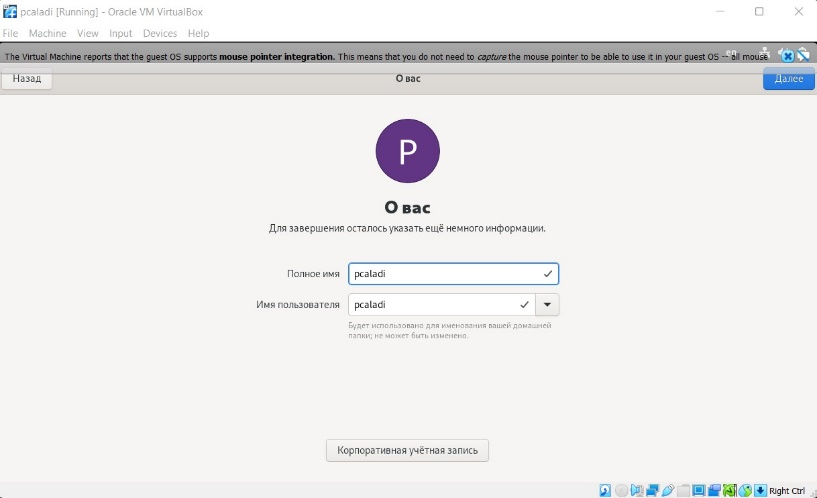 pcaladi [Running] - Oracle VM VirtualBox
File Machine View Input Devices Help
The Virtual Machine reports that the guest OS supports mouse pointer integration. This means that you do not need to capture the mouse pointer to be able to use it in your guest OS -- all mouse
en
Назад О вас Далее
P
О вас
Для завершения осталось указать ещё немного информации.
Полное имя pcaladi
Имя пользователя pcaladi
Будет использовано для именования вашей домашней
папки; не может быть изменено.
Корпоративная учётная запись
Right Ctrl